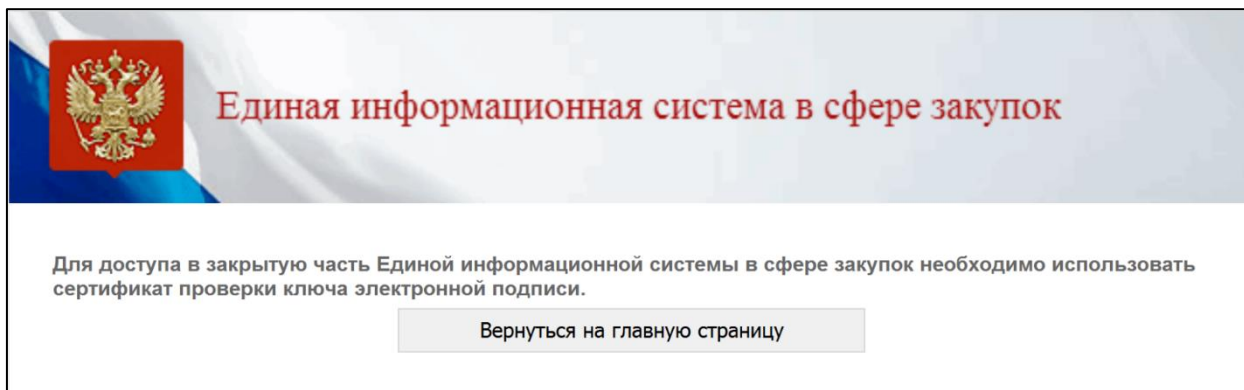 Единая информационная система в сфере закупок
Для доступа в закрытую часть Единой информационной системы в сфере закупок необходимо использовать
сертификат проверки ключа электронной подписи.
Вернуться на главную страницу